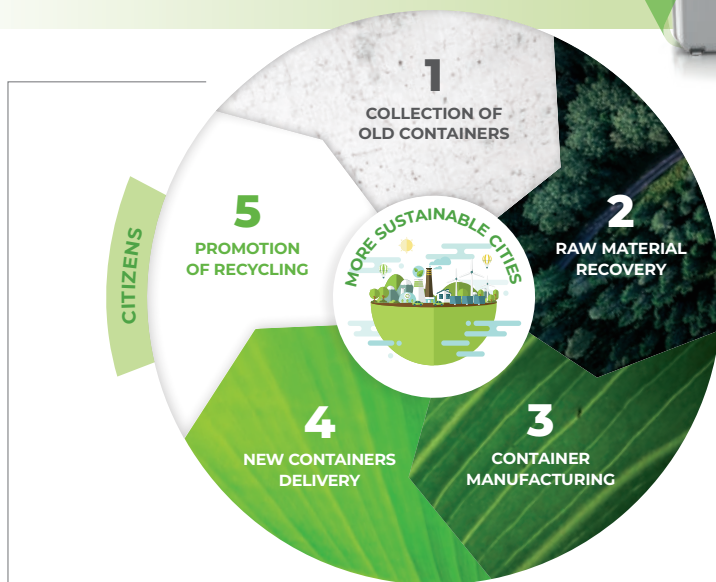 1
COLLECTION OF
OLD CONTAINERS
2
RAW MATERIAL
RECOVERY
3
CONTAINER
MANUFACTURING
4
NEW CONTAINERS
DELIVERY
5
PROMOTION
OF RECYCLING
CITIZENS
MORE SUSTAINABLE CITIES